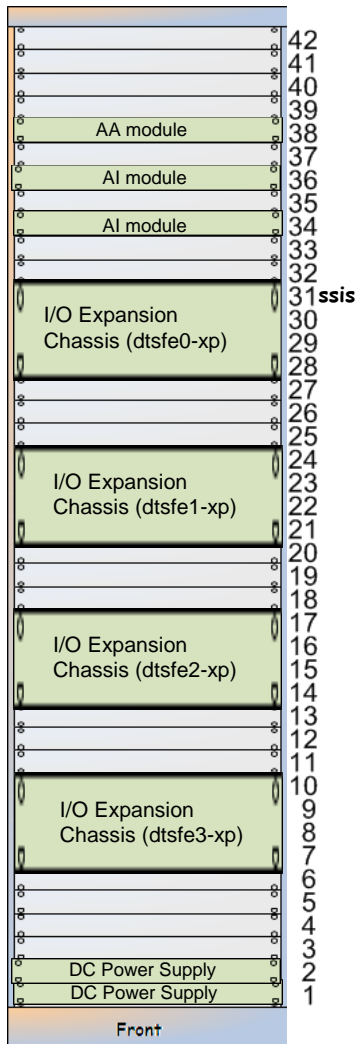 42
41
40
39
AA module 38
37
AI module 36
35
AI module 34
33
32
31 ssis
I/O Expansion 30
Chassis (dtsfe0-xp) 29
28
27
26
25
24
I/O Expansion 23
Chassis (dtsfe1-xp) 22
21
20
19
18
17
I/O Expansion 16
Chassis (dtsfe2-xp) 15
14
13
12
11
10
I/O Expansion 9
Chassis (dtsfe3-xp) 8
7
6
5
4
3
DC Power Supply 2
DC Power Supply 1
Front